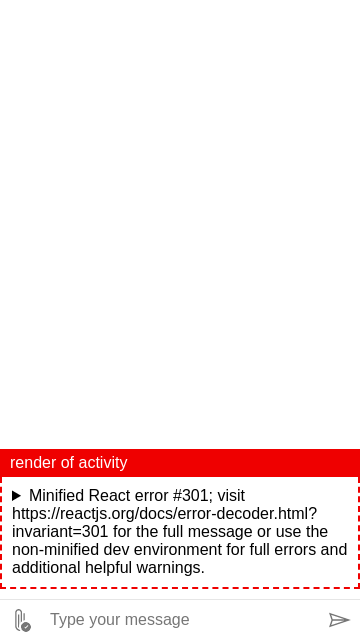 render of activity
Minified React error #301; visit
https://reactjs.org/docs/error-decoder.html?
invariant=301 for the full message or use the
non-minified dev environment for full errors and
additional helpful warnings.
Type your message